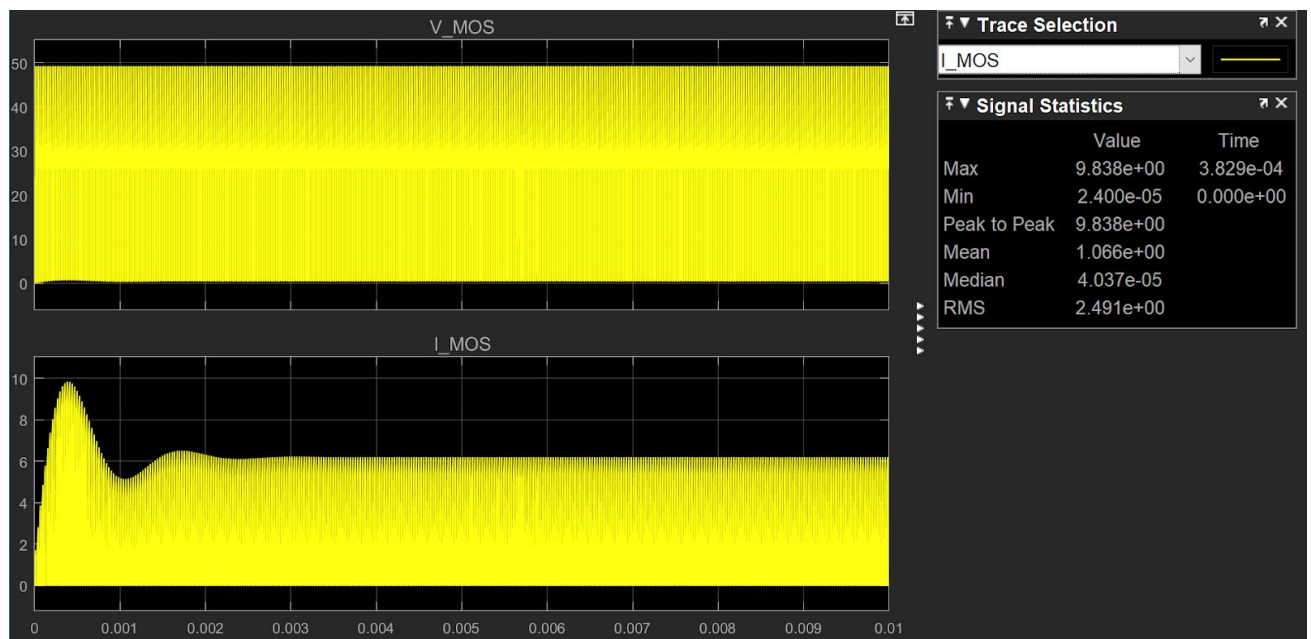 V_MOS
50
40
30
20
10
0
I_MOS
10
8
6
4
2
0
0 0.001 0.002 0.003 0.004 0.005 0.006 0.007 0.008 0.009 0.01
Trace Selection
I_MOS
Signal Statistics
Value Time
Max 9.838e+00 3.829e-04
Min 2.400e-05 0.000e+00
Peak to Peak 9.838e+00
Mean 1.066e+00
Median 4.037e-05
RMS 2.491e+00